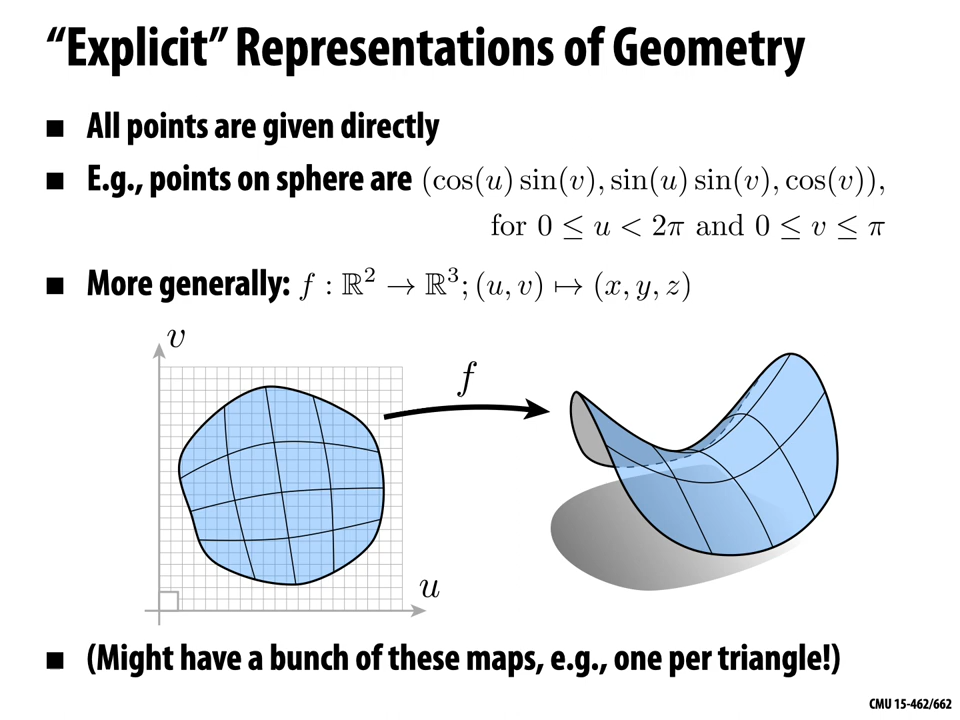 “Explicit” Representations of Geometry
■ All points are given directly
■ E.g., points on sphere are (cos(u) sin(v), sin(u) sin(v), cos(v)),
for 0 ≤ u < 2π and 0 ≤ v ≤ π
■ More generally: f : ℝ² → ℝ³; (u, v) ↦ (x, y, z)
v
f
u
■ (Might have a bunch of these maps, e.g., one per triangle!)
CMU 15-462/662